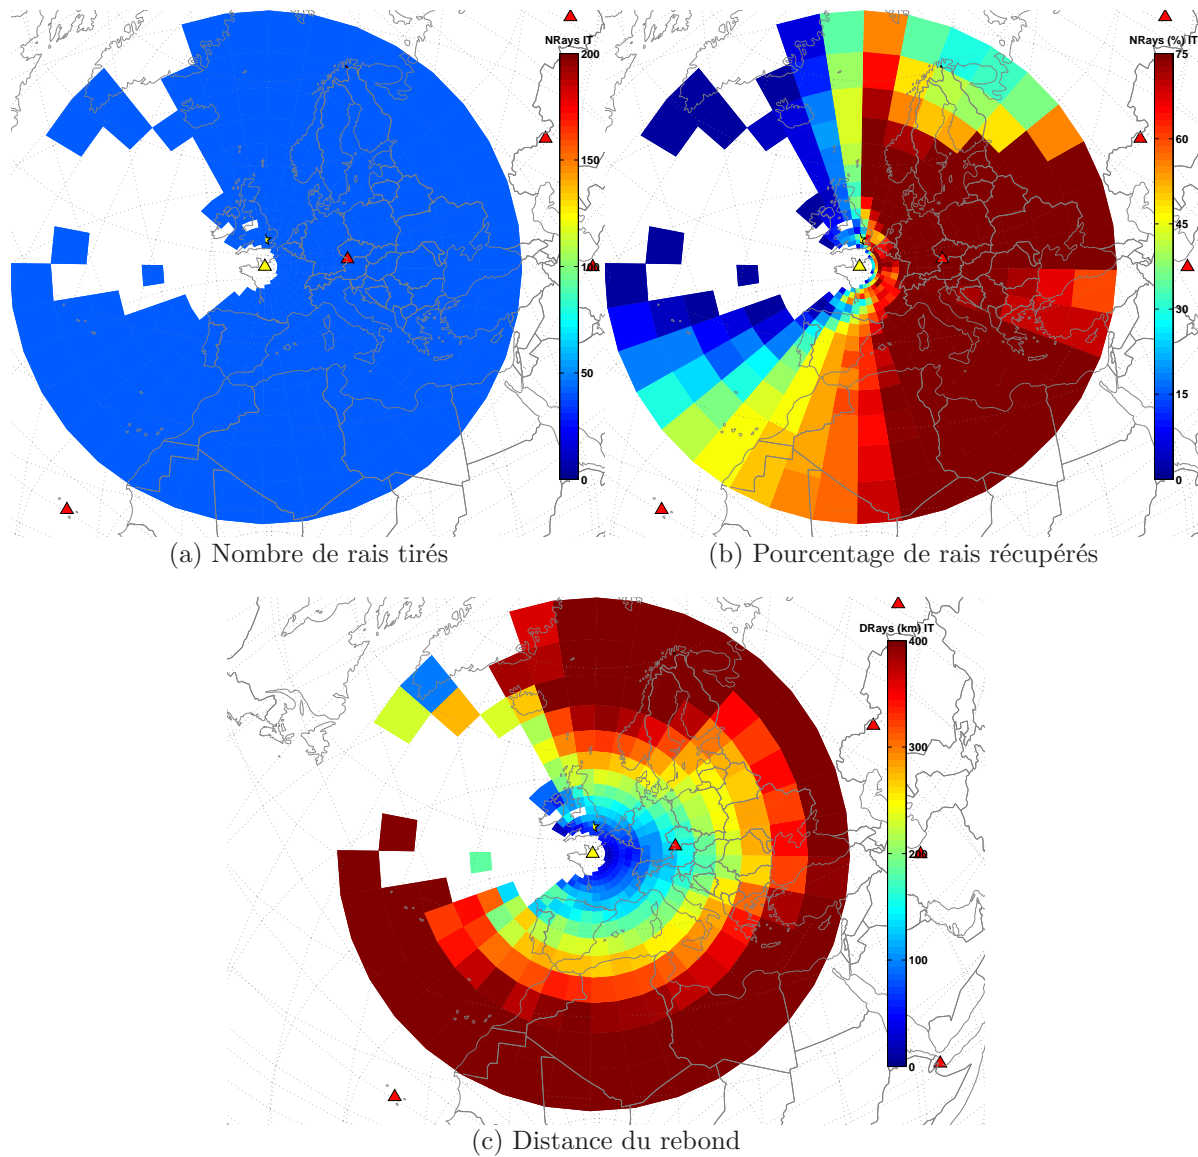 NRays IT
200
150
100
50
0
(a) Nombre de rais tirés
NRays (%) IT
75
60
45
30
15
0
(b) Pourcentage de rais récupérés
DRays (km) IT
400
300
200
100
0
(c) Distance du rebond